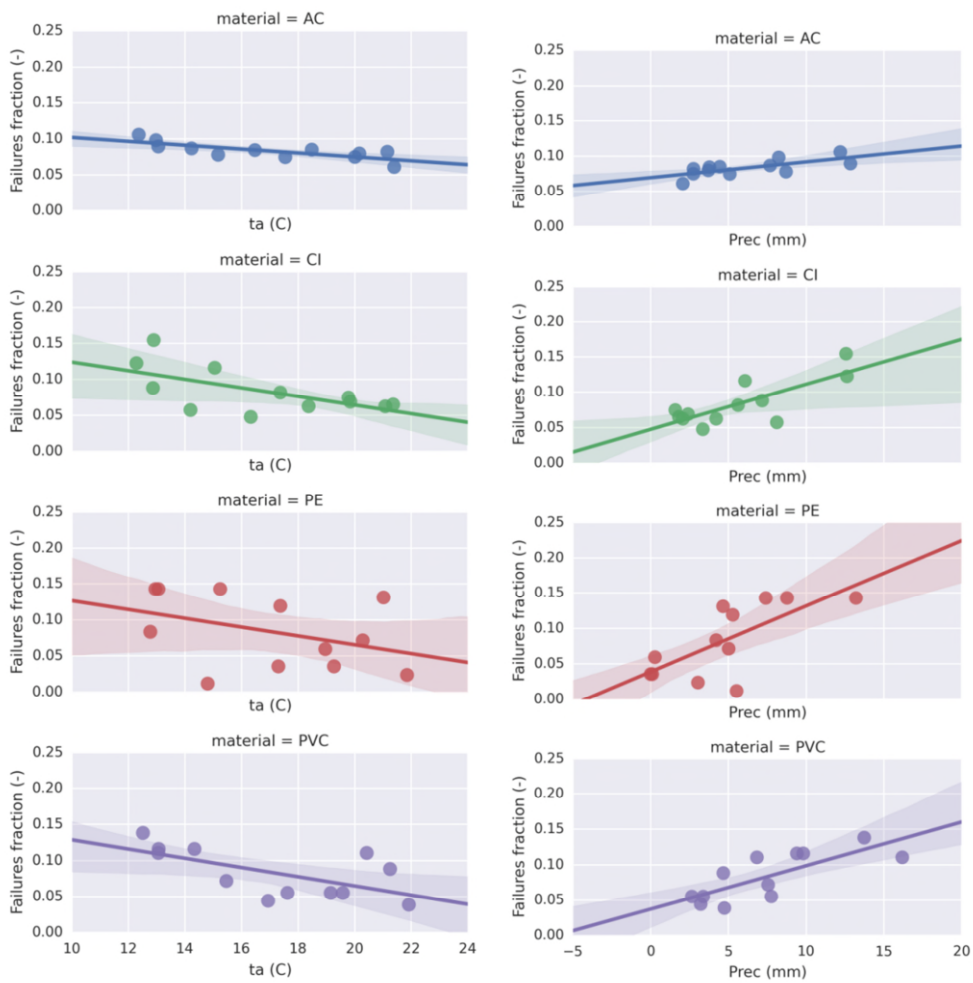 material = AC
0.25
0.20
0.15
0.10
0.05
0.00
Failures fraction (-)
ta (C)
material = CI
0.25
0.20
0.15
0.10
0.05
0.00
Failures fraction (-)
ta (C)
material = PE
0.25
0.20
0.15
0.10
0.05
0.00
Failures fraction (-)
ta (C)
material = PVC
0.25
0.20
0.15
0.10
0.05
0.00
Failures fraction (-)
10 12 14 16 18 20 22 24
ta (C)
material = AC
0.25
0.20
0.15
0.10
0.05
0.00
Failures fraction (-)
Prec (mm)
material = CI
0.25
0.20
0.15
0.10
0.05
0.00
Failures fraction (-)
Prec (mm)
material = PE
0.25
0.20
0.15
0.10
0.05
0.00
Failures fraction (-)
Prec (mm)
material = PVC
0.25
0.20
0.15
0.10
0.05
0.00
Failures fraction (-)
−5 0 5 10 15 20
Prec (mm)